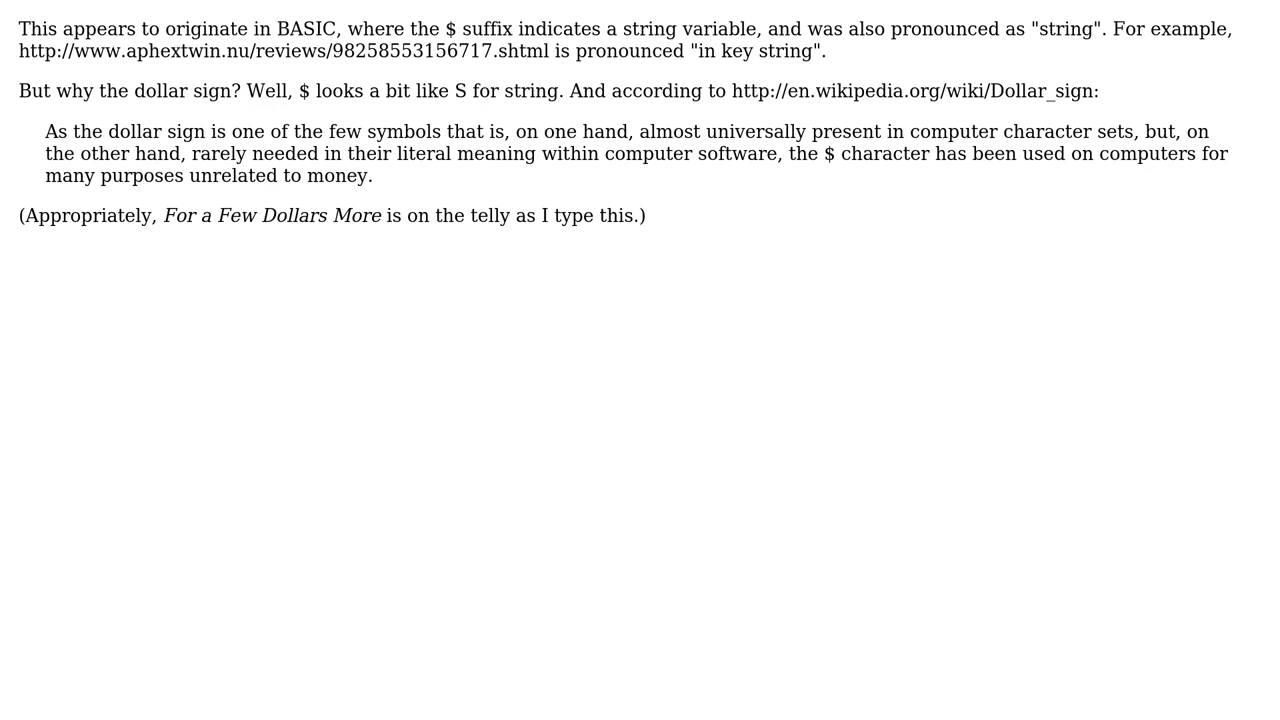 This appears to originate in BASIC, where the $ suffix indicates a string variable, and was also pronounced as "string". For example,
http://www.aphextwin.nu/reviews/98258553156717.shtml is pronounced "in key string".
But why the dollar sign? Well, $ looks a bit like S for string. And according to http://en.wikipedia.org/wiki/Dollar_sign:
As the dollar sign is one of the few symbols that is, on one hand, almost universally present in computer character sets, but, on
the other hand, rarely needed in their literal meaning within computer software, the $ character has been used on computers for
many purposes unrelated to money.
(Appropriately, For a Few Dollars More is on the telly as I type this.)